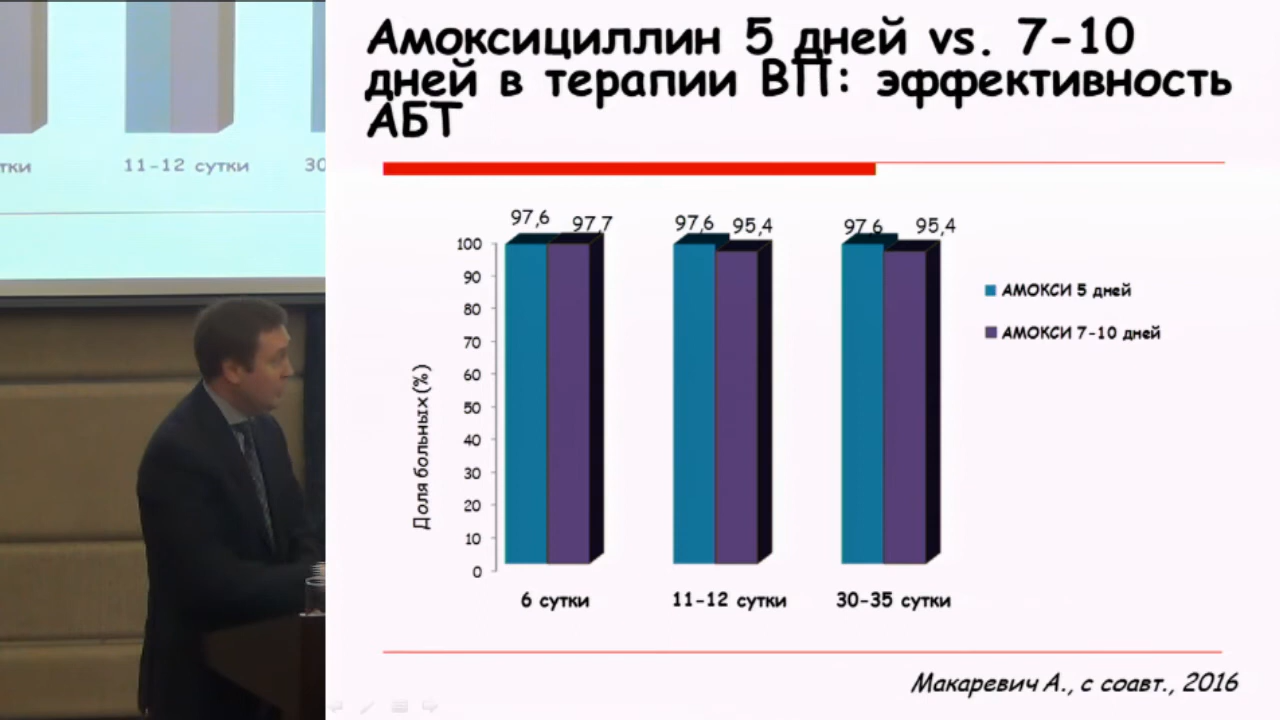 тки
11-12 сутки
30
Амоксициллин 5 дней vs. 7-10
дней в терапии ВП: эффективность
АБТ
97,6
97,7
97,6
95,4
97,6
95,4
100
90
80
70
60
50
40
30
20
10
0
Доля больных (%)
6 сутки
11-12 сутки
30-35 сутки
АМОКСИ 5 дней
АМОКСИ 7-10 дней
Макаревич А., с соавт., 2016